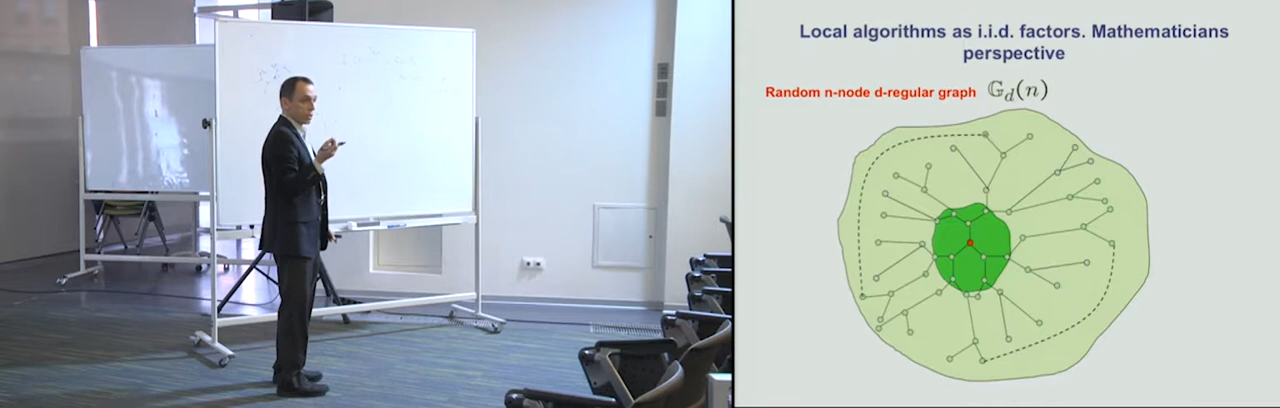 Local algorithms as i.i.d. factors. Mathematicians
perspective
Random n-node d-regular graph 𝔾_d(n)